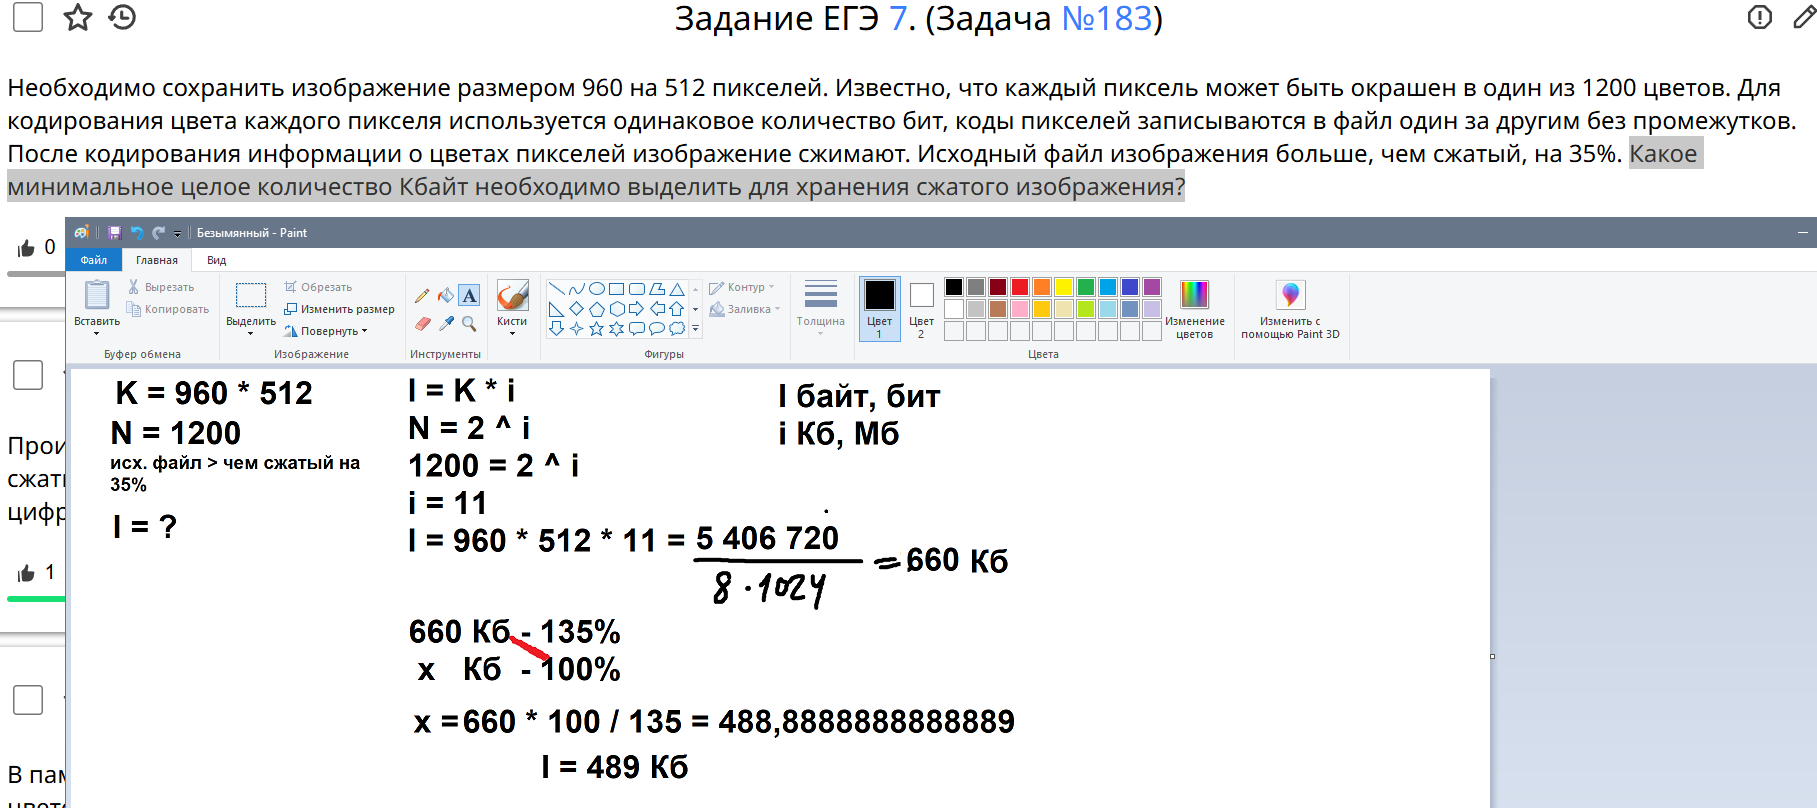 Задание ЕГЭ 7. (Задача №183)
Необходимо сохранить изображение размером 960 на 512 пикселей. Известно, что каждый пиксель может быть окрашен в один из 1200 цветов. Для
кодирования цвета каждого пикселя используется одинаковое количество бит, коды пикселей записываются в файл один за другим без промежутков.
После кодирования информации о цветах пикселей изображение сжимают. Исходный файл изображения больше, чем сжатый, на 35%. Какое
минимальное целое количество Кбайт необходимо выделить для хранения сжатого изображения?
0
Безымянный - Paint
Файл Главная Вид
Вставить
Вырезать
Копировать
Буфер обмена
Выделить
Обрезать
Изменить размер
Повернуть
Изображение
Инструменты
Кисти
Контур
Заливка
Фигуры
Толщина
Цвет
1
Цвет
2
Изменение
цветов
Цвета
Изменить с
помощью Paint 3D
K = 960 * 512
N = 1200
исх. файл > чем сжатый на
35%
I = ?
I = K * i
N = 2 ^ i
1200 = 2 ^ i
i = 11
I = 960 * 512 * 11 = 5 406 720
8 · 1024
= 660 Кб
I байт, бит
i Кб, Мб
660 Кб - 135%
x Кб - 100%
x = 660 * 100 / 135 = 488,8888888888889
I = 489 Кб
Прои
сжат
цифр
1
В пам